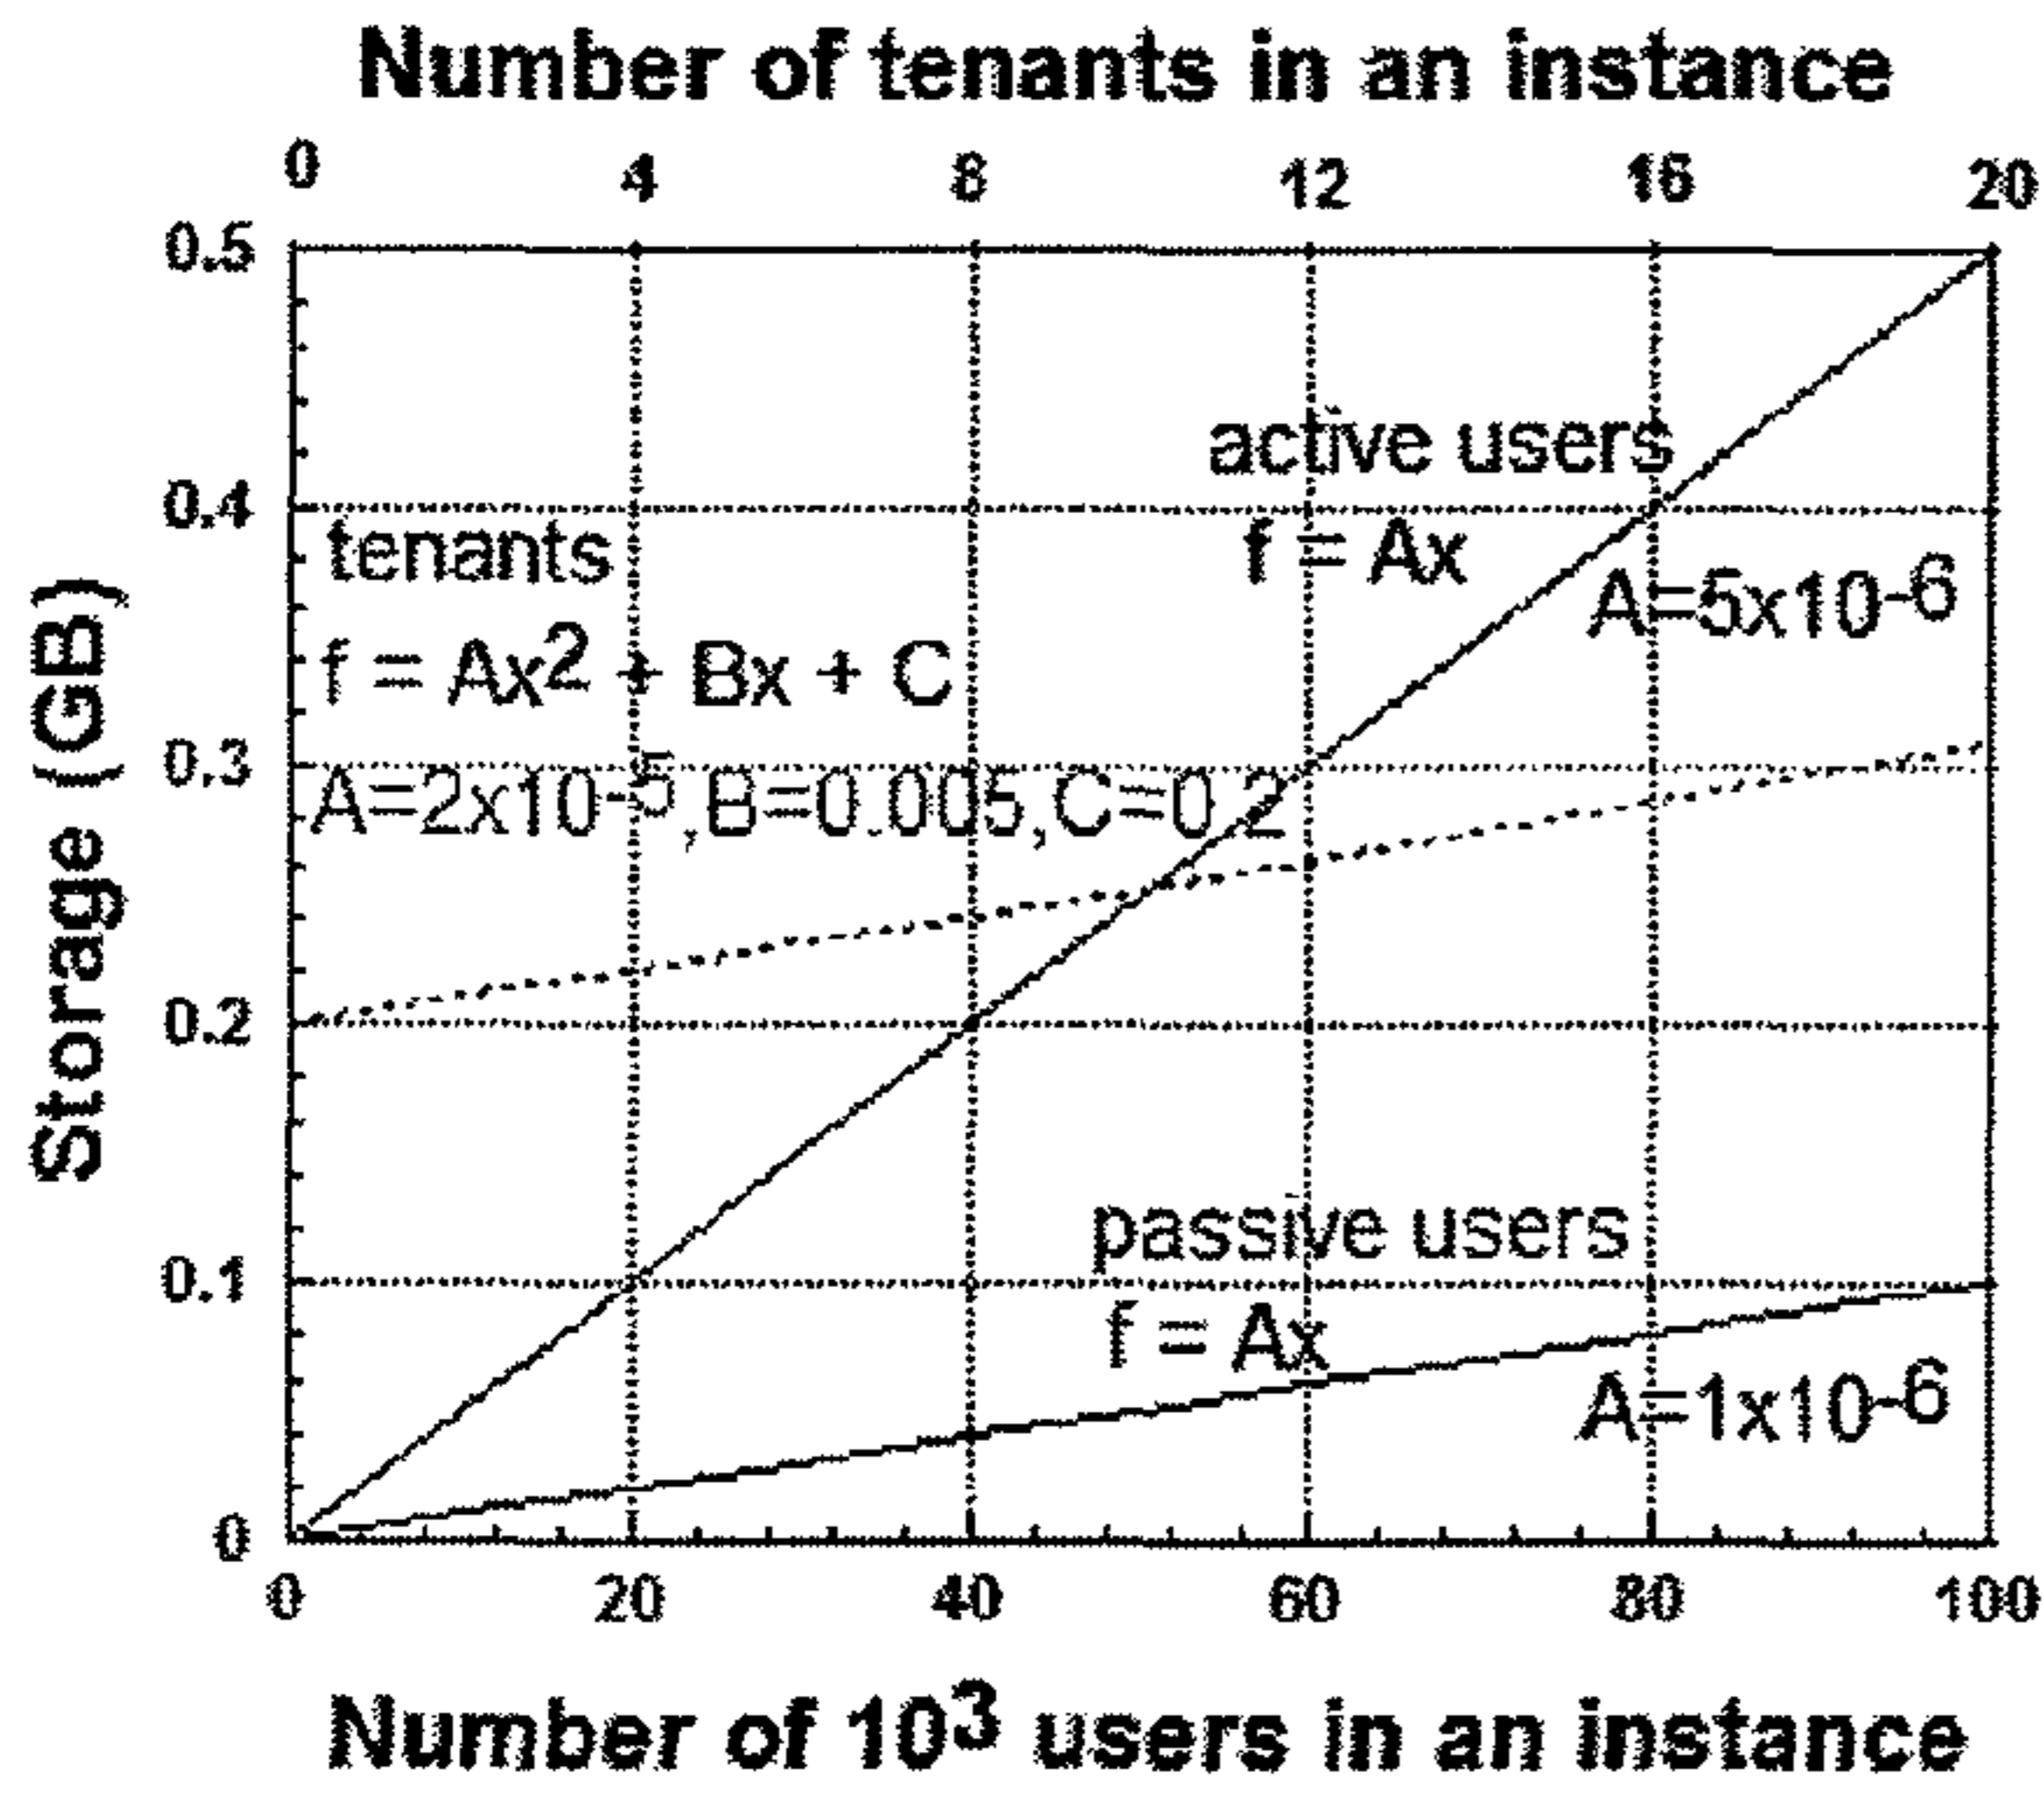 Number of tenants in an instance
0 4 8 12 16 20
0.5
active users
0.4
tenants
f = Ax
A=5x10-6
f = Ax2 + Bx + C
0.3
A=2x10-5,B=0.005,C=0.2
Storage (GB)
0.2
passive users
0.1
f = Ax
A=1x10-6
0
0 20 40 60 80 100
Number of 103 users in an instance